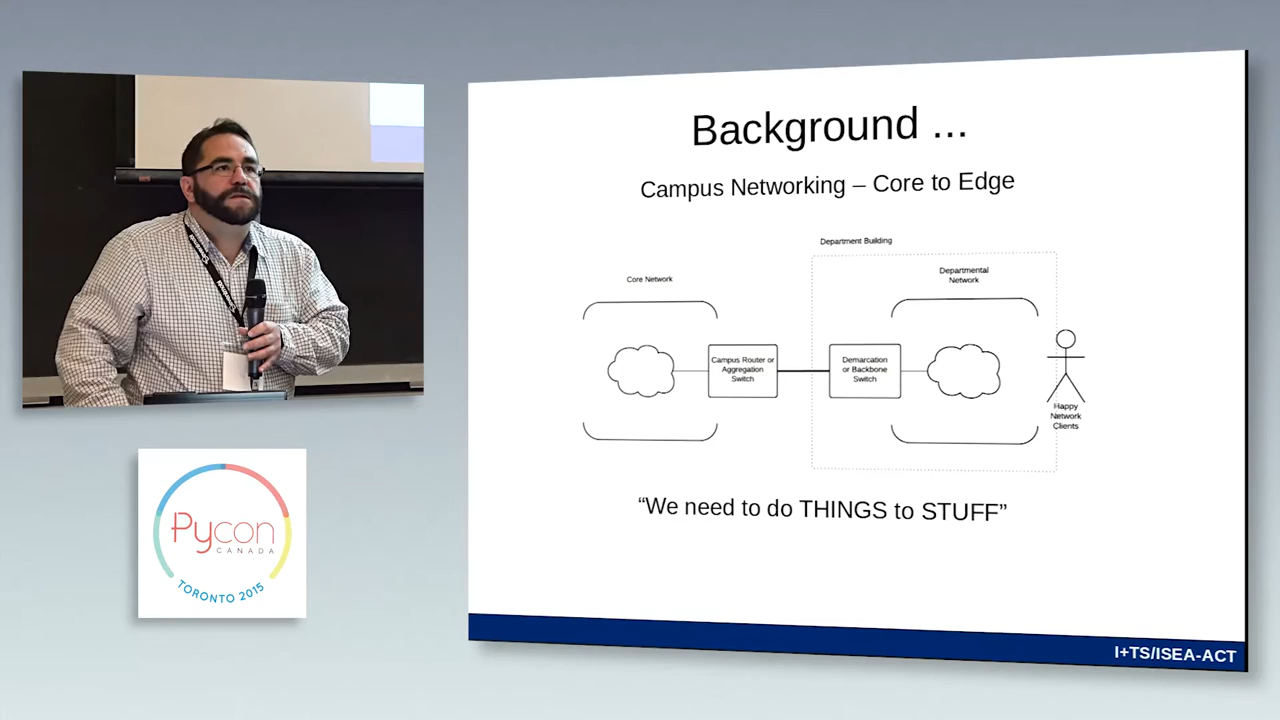 Background ...
Campus Networking – Core to Edge
Department Building
Core Network
Departmental
Network
Campus Router or
Aggregation
Switch
Demarcation
or Backbone
Switch
Happy
Network
Clients
“We need to do THINGS to STUFF”
I+TS/ISEA-ACT
Pycon
CANADA
TORONTO 2015